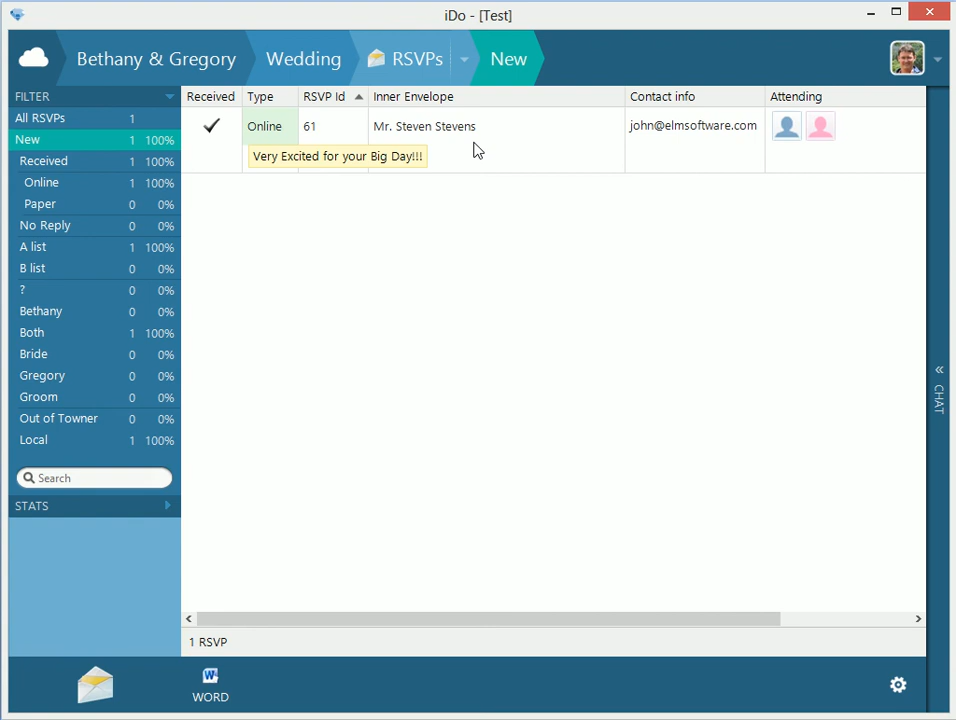 iDo - [Test]
Bethany & Gregory
Wedding
RSVPs
New
FILTER
All RSVPs 1
New 1 100%
Received 1 100%
Online 1 100%
Paper 0 0%
No Reply 0 0%
A list 1 100%
B list 0 0%
? 0 0%
Bethany 0 0%
Both 1 100%
Bride 0 0%
Gregory 0 0%
Groom 0 0%
Out of Towner 0 0%
Local 1 100%
Search
STATS
Received Type RSVP Id Inner Envelope Contact info Attending
Online 61 Mr. Steven Stevens john@elmsoftware.com
Very Excited for your Big Day!!!
CHAT
1 RSVP
W
WORD